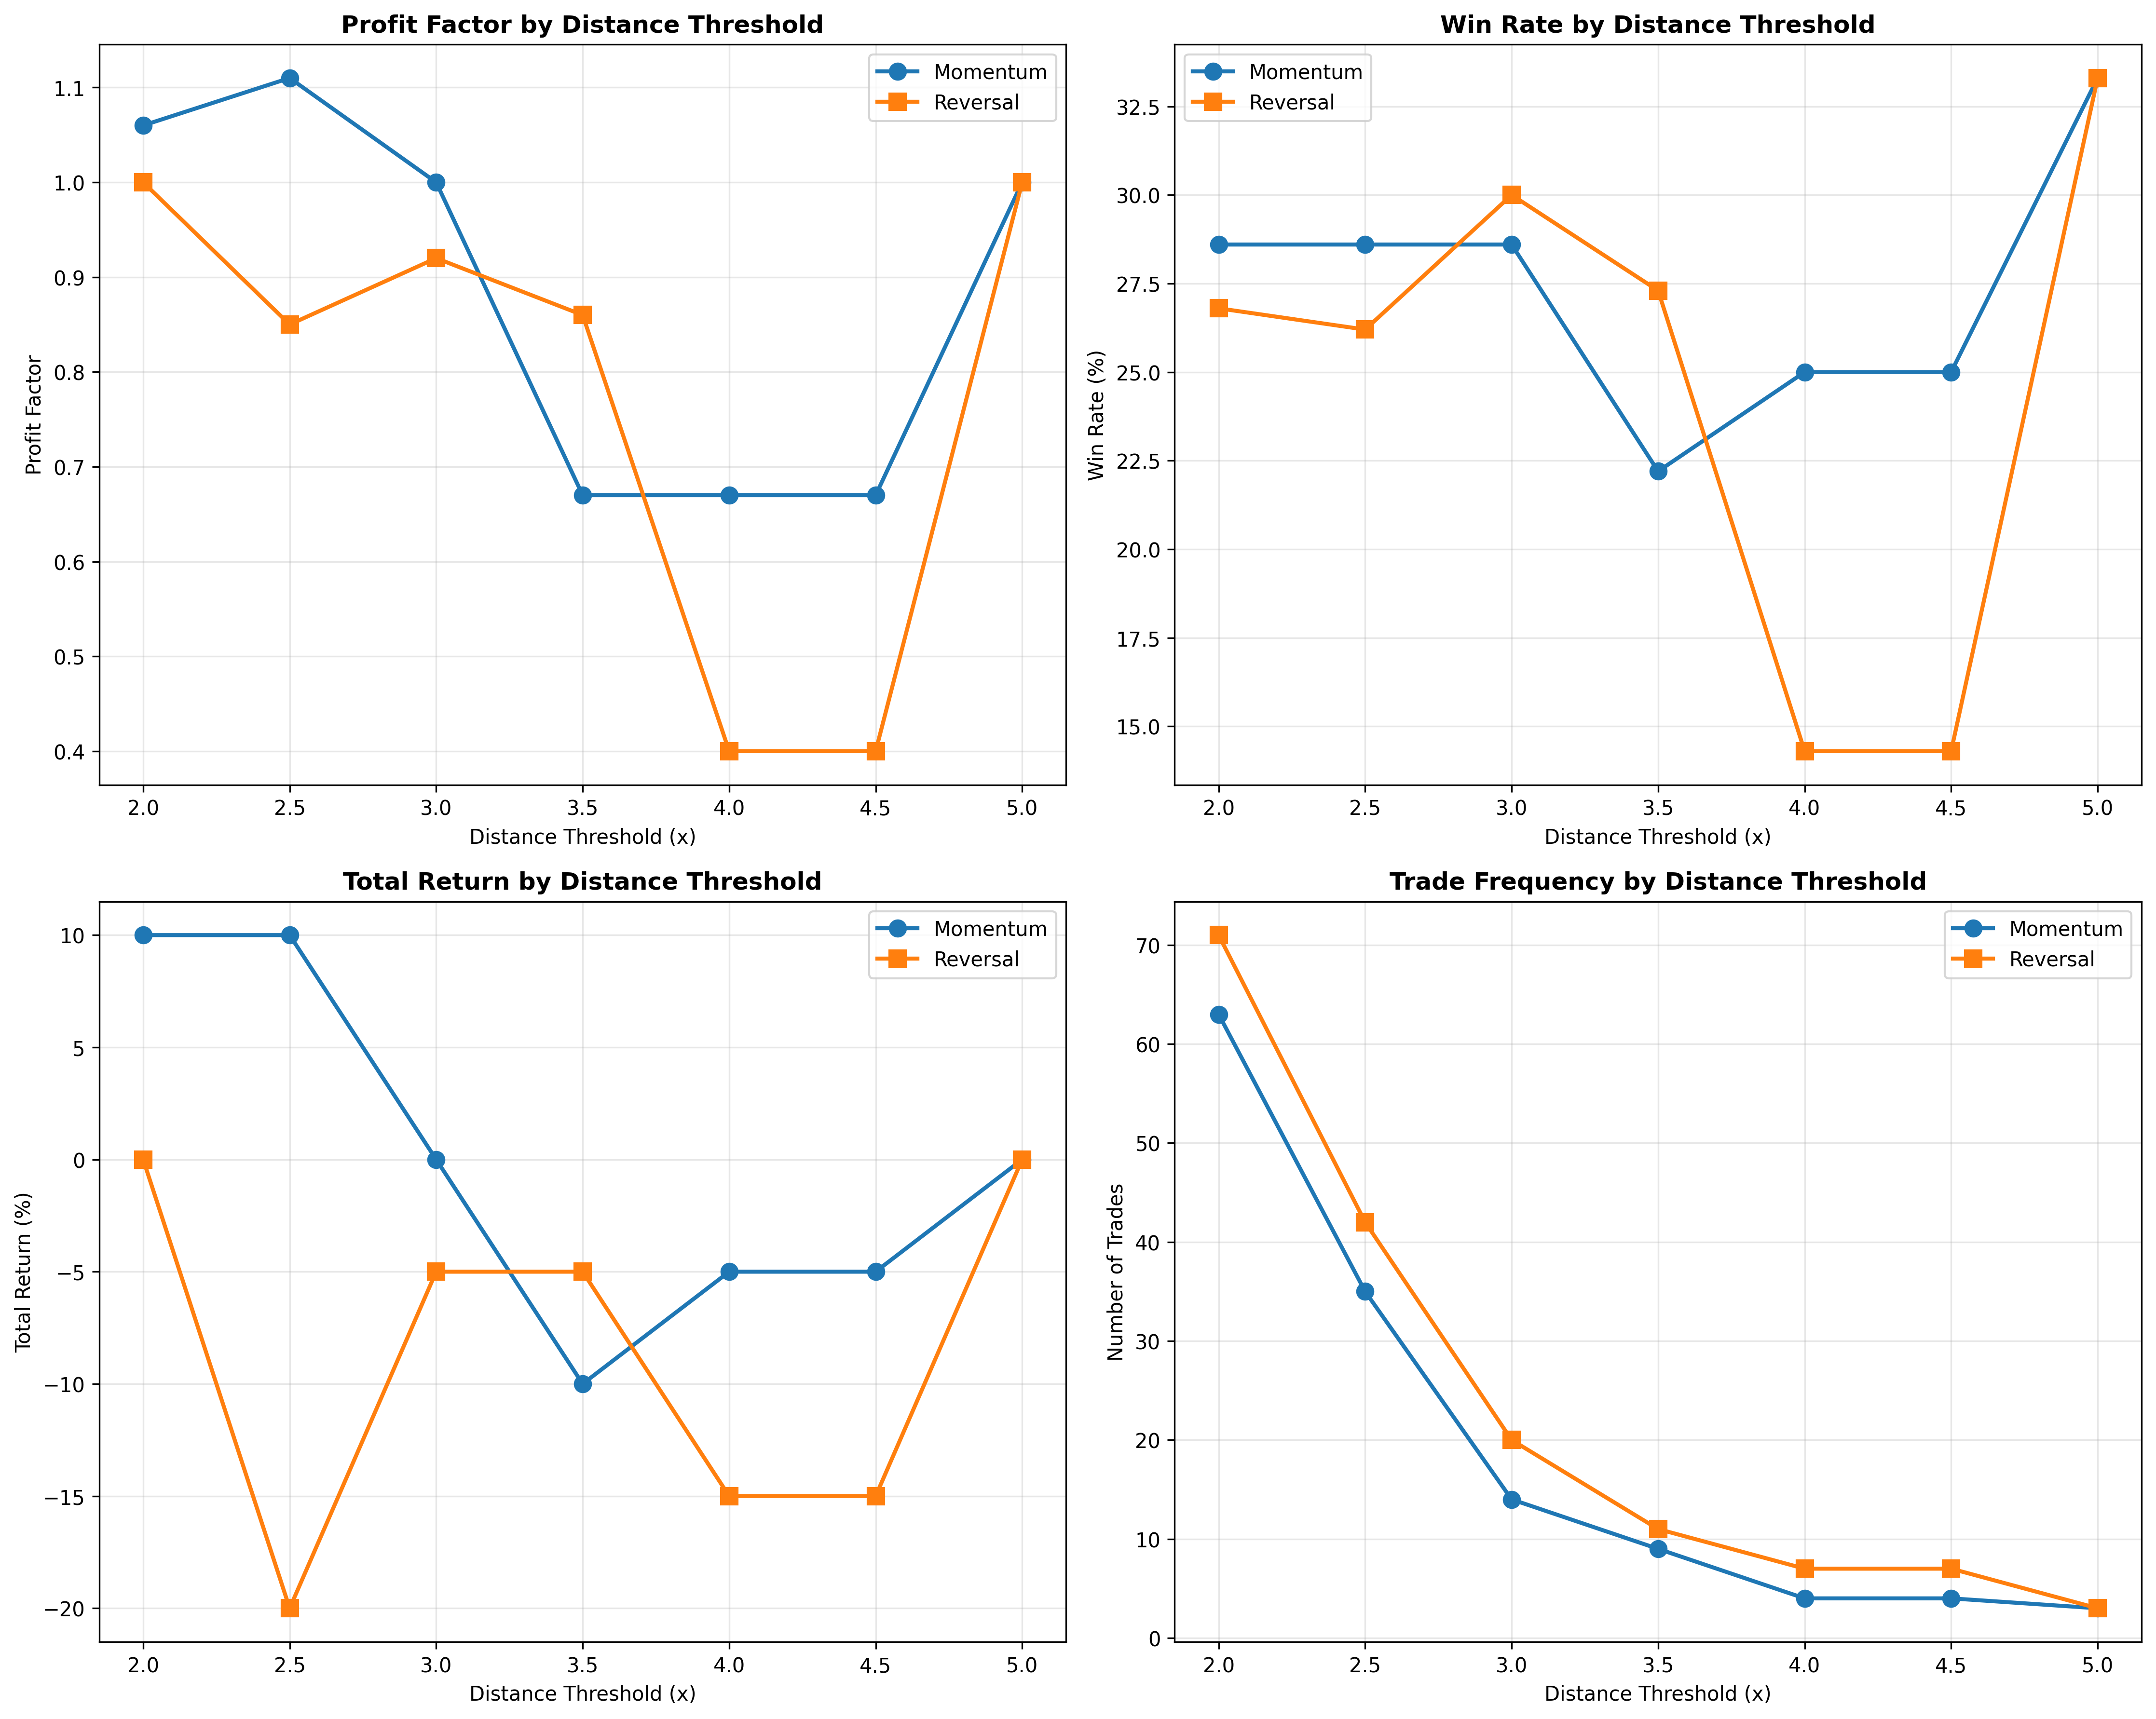 Profit Factor by Distance Threshold
Momentum
Reversal
Profit Factor
1.1
1.0
0.9
0.8
0.7
0.6
0.5
0.4
2.0 2.5 3.0 3.5 4.0 4.5 5.0
Distance Threshold (x)
Win Rate by Distance Threshold
Momentum
Reversal
Win Rate (%)
32.5
30.0
27.5
25.0
22.5
20.0
17.5
15.0
2.0 2.5 3.0 3.5 4.0 4.5 5.0
Distance Threshold (x)
Total Return by Distance Threshold
Momentum
Reversal
Total Return (%)
10
5
0
−5
−10
−15
−20
2.0 2.5 3.0 3.5 4.0 4.5 5.0
Distance Threshold (x)
Trade Frequency by Distance Threshold
Momentum
Reversal
Number of Trades
70
60
50
40
30
20
10
0
2.0 2.5 3.0 3.5 4.0 4.5 5.0
Distance Threshold (x)